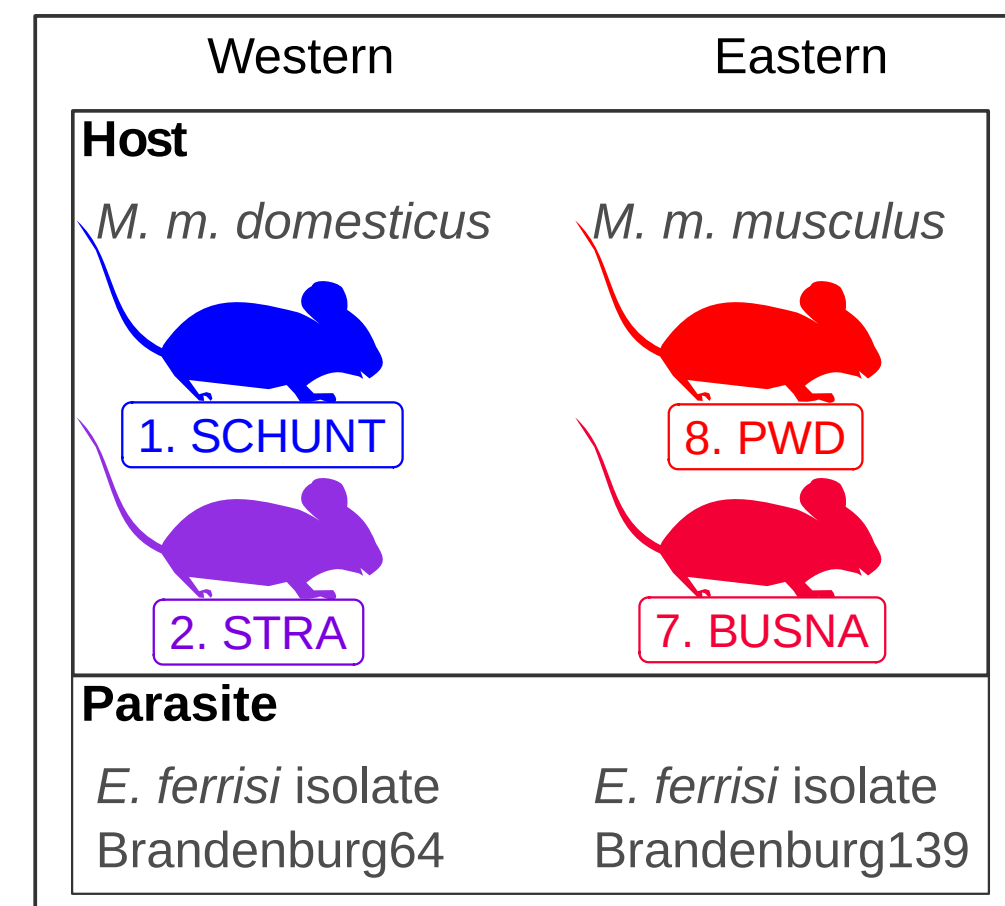 Western Eastern
Host
M. m. domesticus M. m. musculus
1. SCHUNT 8. PWD
2. STRA 7. BUSNA
Parasite
E. ferrisi isolate E. ferrisi isolate
Brandenburg64 Brandenburg139